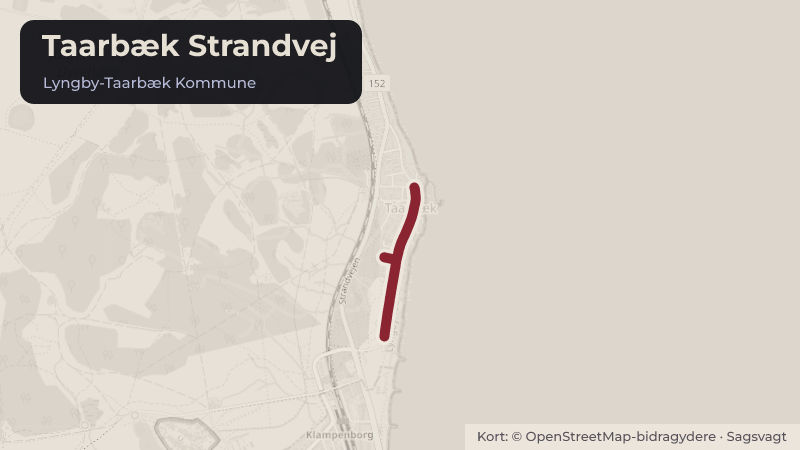 Taarbæk Strandvej
Lyngby-Taarbæk Kommune
152
Strandvejen
Klampenborg
Kort: © OpenStreetMap-bidragydere · Sagsvagt